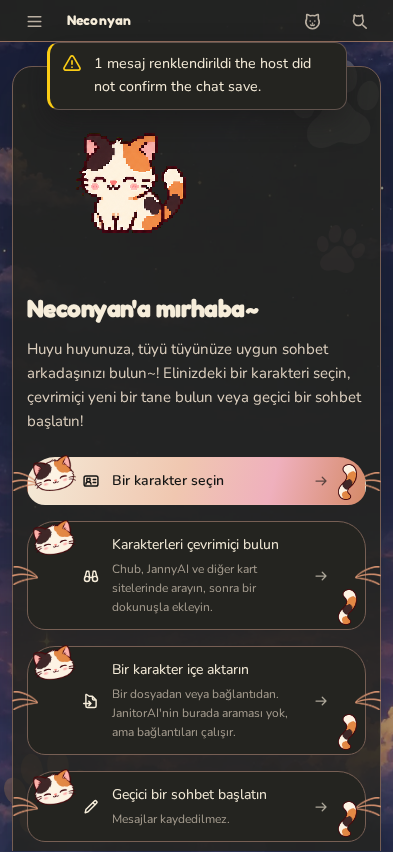 Neconyan
1 mesaj renklendirildi the host did
not confirm the chat save.
Neconyan'a mırhaba~
Huyu huyunuza, tüyü tüyünüze uygun sohbet
arkadaşınızı bulun~! Elinizdeki bir karakteri seçin,
çevrimiçi yeni bir tane bulun veya geçici bir sohbet
başlatın!
Bir karakter seçin
Karakterleri çevrimiçi bulun
Chub, JannyAI ve diğer kart
sitelerinde arayın, sonra bir
dokunuşla ekleyin.
Bir karakter içe aktarın
Bir dosyadan veya bağlantıdan.
JanitorAI'nin burada araması yok,
ama bağlantıları çalışır.
Geçici bir sohbet başlatın
Mesajlar kaydedilmez.